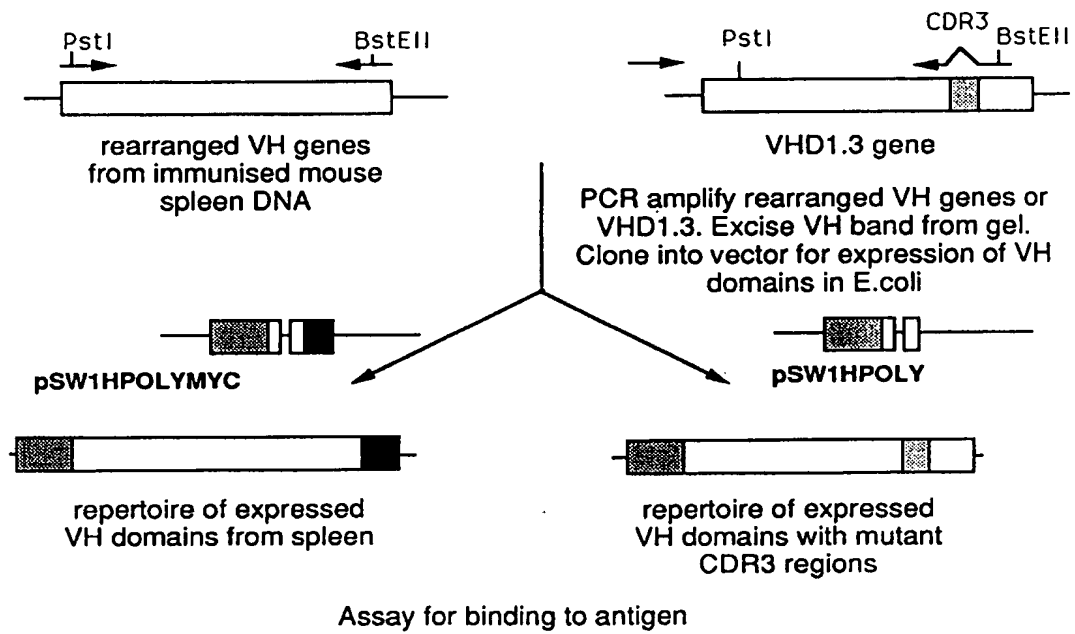 PstI
BstEII
rearranged VH genes
from immunised mouse
spleen DNA
PstI
CDR3
BstEII
VHD1.3 gene
PCR amplify rearranged VH genes or
VHD1.3. Excise VH band from gel.
Clone into vector for expression of VH
domains in E.coli
pSW1HPOLYMYC
pSW1HPOLY
repertoire of expressed
VH domains from spleen
repertoire of expressed
VH domains with mutant
CDR3 regions
Assay for binding to antigen